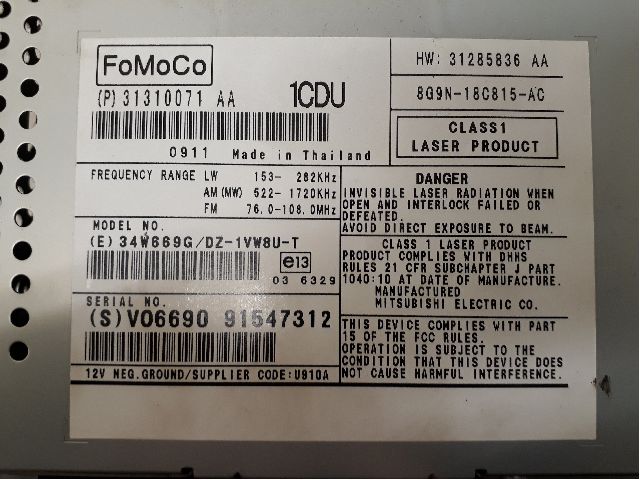 FoMoCo
(P) 31310071 AA 1CDU
0911 Made in Thailand
HW: 31285836 AA
8G9N-18C815-AC
CLASS1
LASER PRODUCT
FREQUENCY RANGE LW 153- 282KHz
AM (MW) 522- 1720KHz
FM 76.0-108.0MHz
MODEL NO.
(E) 34W669G/DZ-1VW8U-T
e13
03 6329
SERIAL NO.
(S) V06690 91547312
12V NEG.GROUND/SUPPLIER CODE:U910A
DANGER
INVISIBLE LASER RADIATION WHEN
OPEN AND INTERLOCK FAILED OR
DEFEATED.
AVOID DIRECT EXPOSURE TO BEAM.
CLASS 1 LASER PRODUCT
PRODUCT COMPLIES WITH DHHS
RULES 21 CFR SUBCHAPTER J PART
1040:10 AT DATE OF MANUFACTURE.
MANUFACTURED
MITSUBISHI ELECTRIC CO.
THIS DEVICE COMPLIES WITH PART
15 OF THE FCC RULES.
OPERATION IS SUBJECT TO THE
CONDITION THAT THIS DEVICE DOES
NOT CAUSE HARMFUL INTERFERENCE.